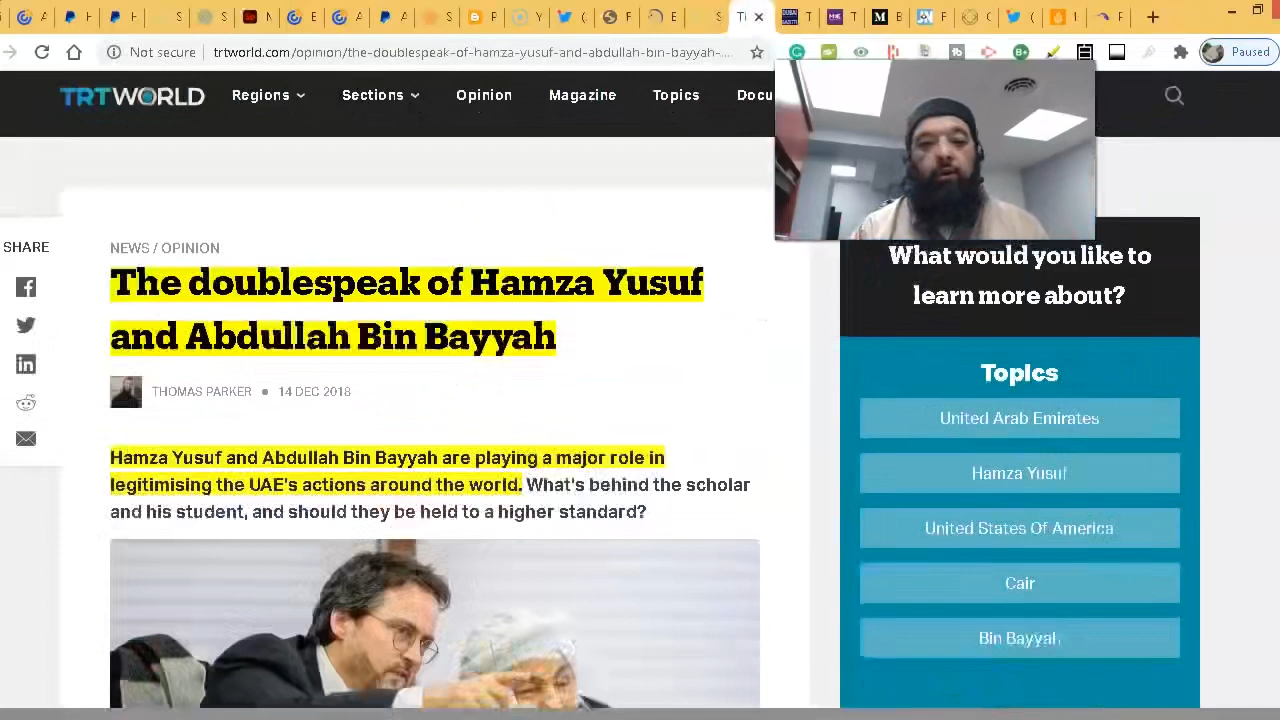 A
P
T
H
S
N
A
A
A
S
P
Y
(
F
E
S
Ti
T
T
B
P
C
(
I
F
Not secure
trtworld.com/opinion/the-doublespeak-of-hamza-yusuf-and-abdullah-bin-bayyah-...
Paused
TRTWORLD
Regions
Sections
Opinion
Magazine
Topics
Docu
SHARE
NEWS / OPINION
The doublespeak of Hamza Yusuf
and Abdullah Bin Bayyah
THOMAS PARKER ● 14 DEC 2018
Hamza Yusuf and Abdullah Bin Bayyah are playing a major role in
legitimising the UAE's actions around the world. What's behind the scholar
and his student, and should they be held to a higher standard?
What would you like to
learn more about?
Topics
United Arab Emirates
Hamza Yusuf
United States Of America
Cair
Bin Bayyah